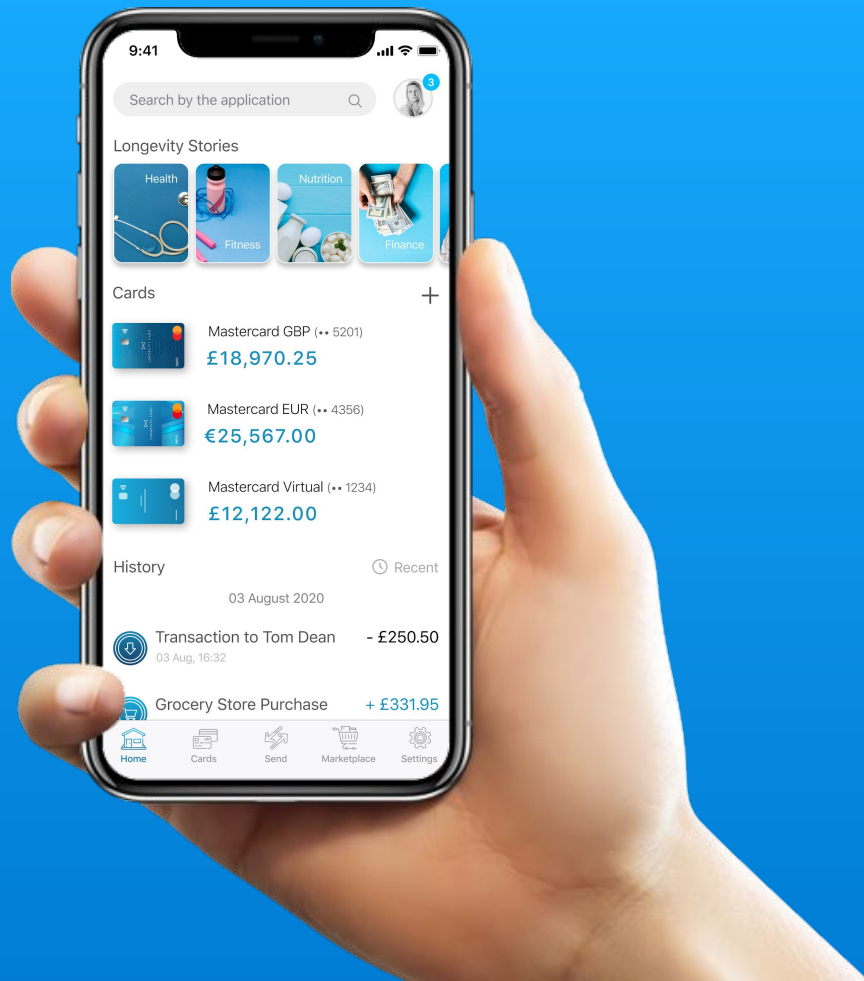 9:41
3
Search by the application
Longevity Stories
Health
Fitness
Nutrition
Finance
Cards
Mastercard GBP (•• 5201)
£18,970.25
Mastercard EUR (•• 4356)
€25,567.00
Mastercard Virtual (•• 1234)
£12,122.00
History
Recent
03 August 2020
Transaction to Tom Dean - £250.50
03 Aug, 16:32
Grocery Store Purchase + £331.95
Home Cards Send Marketplace Settings